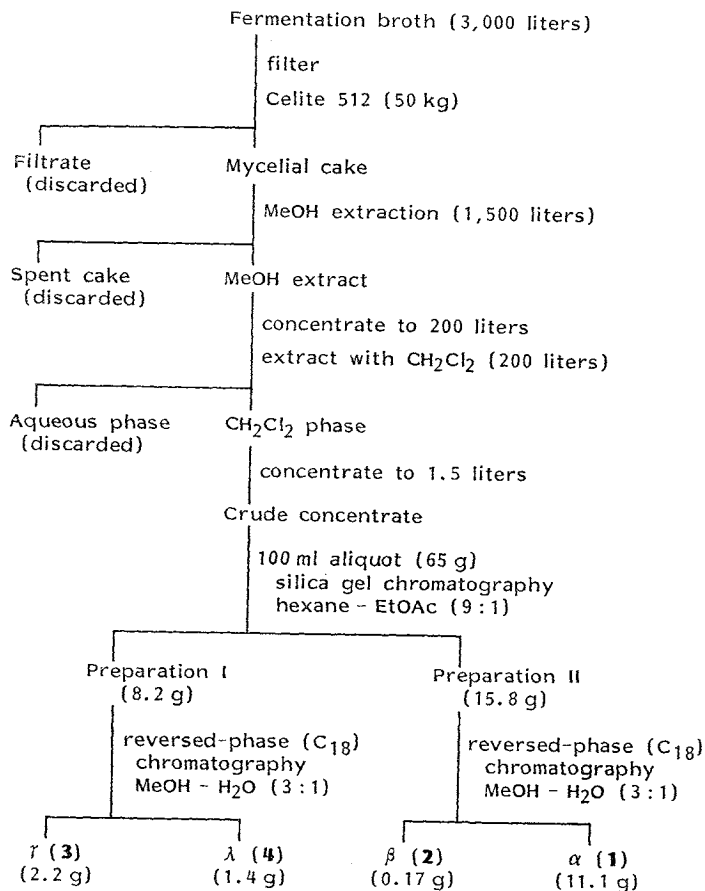 Fermentation broth (3,000 liters)
filter
Celite 512 (50 kg)
Filtrate
(discarded)
Mycelial cake
MeOH extraction (1,500 liters)
Spent cake
(discarded)
MeOH extract
concentrate to 200 liters
extract with CH2Cl2 (200 liters)
Aqueous phase
(discarded)
CH2Cl2 phase
concentrate to 1.5 liters
Crude concentrate
100 ml aliquot (65 g)
silica gel chromatography
hexane – EtOAc (9 : 1)
Preparation I
(8.2 g)
Preparation II
(15.8 g)
reversed-phase (C18)
chromatography
MeOH – H2O (3 : 1)
reversed-phase (C18)
chromatography
MeOH – H2O (3 : 1)
γ (3)
(2.2 g)
λ (4)
(1.4 g)
β (2)
(0.17 g)
α (1)
(11.1 g)